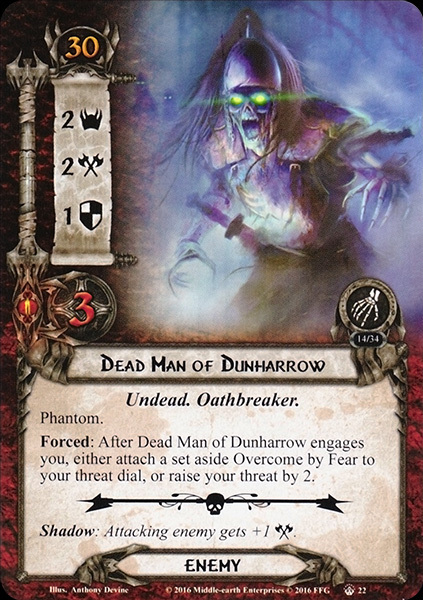 30
2
2
1
3
14/34
Dead Man of Dunharrow
Undead. Oathbreaker.
Phantom.
Forced: After Dead Man of Dunharrow engages
you, either attach a set aside Overcome by Fear to
your threat dial, or raise your threat by 2.
Shadow: Attacking enemy gets +1 .
ENEMY
Illus. Anthony Devine © 2016 Middle-earth Enterprises © 2016 FFG 22